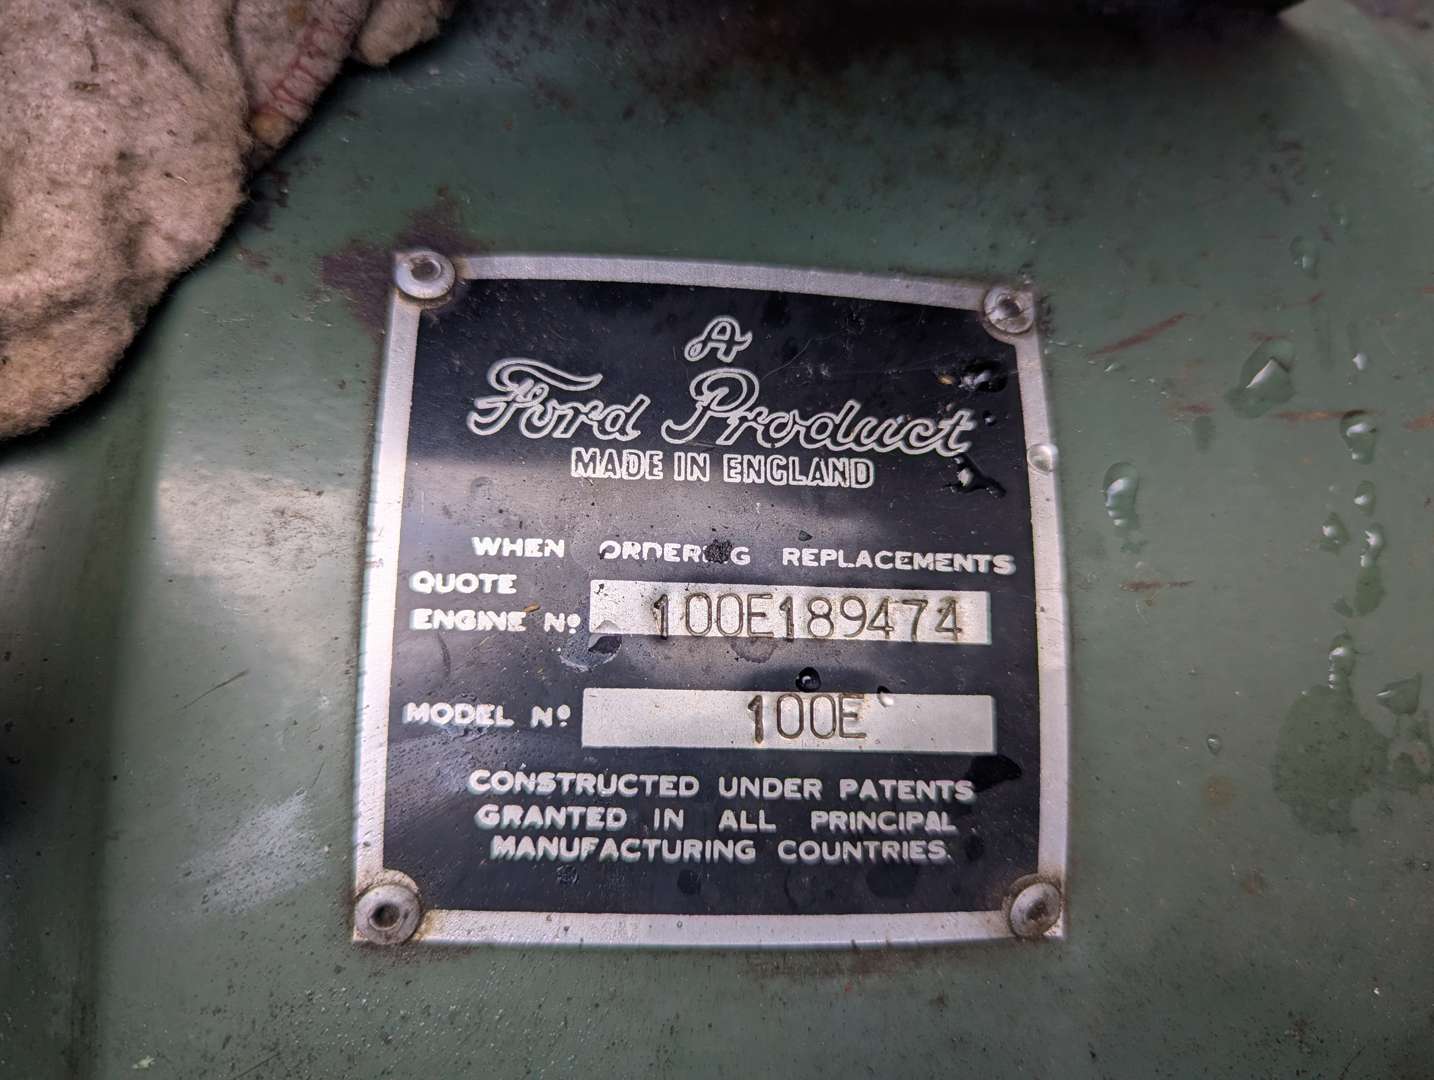 A
Ford Product
MADE IN ENGLAND
WHEN ORDERING REPLACEMENTS
QUOTE
ENGINE Nº 100E189474
MODEL Nº 100E
CONSTRUCTED UNDER PATENTS
GRANTED IN ALL PRINCIPAL
MANUFACTURING COUNTRIES.